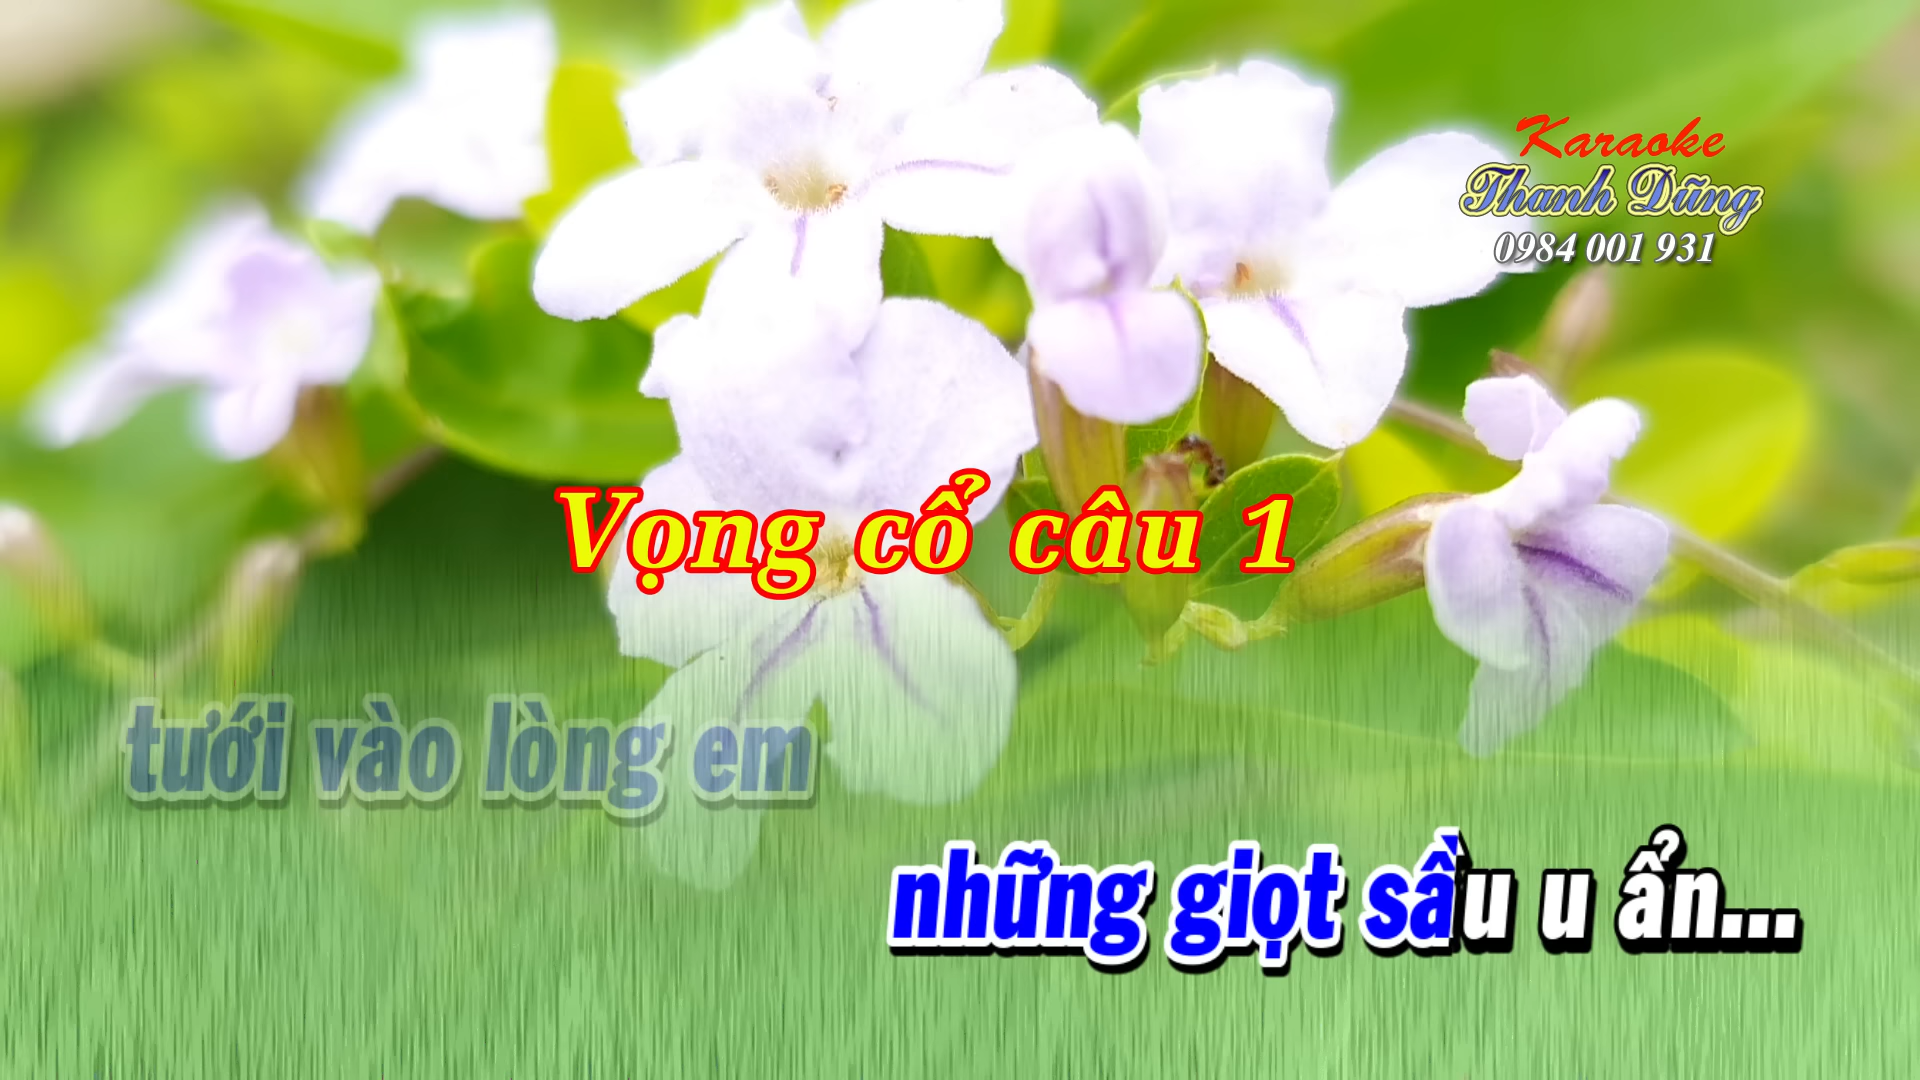 Karaoke
Thanh Dũng
0984 001 931
Vọng cổ câu 1
tưới vào lòng em
những giọt sầu u ẩn...